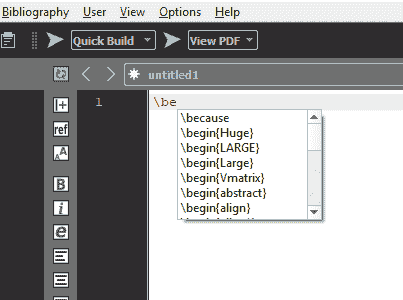 Bibliography User View Options Help
Quick Build View PDF
untitled1
1 \be
ref
AA
B
i
e
\because
\begin{Huge}
\begin{LARGE}
\begin{Large}
\begin{Vmatrix}
\begin{abstract}
\begin{align}